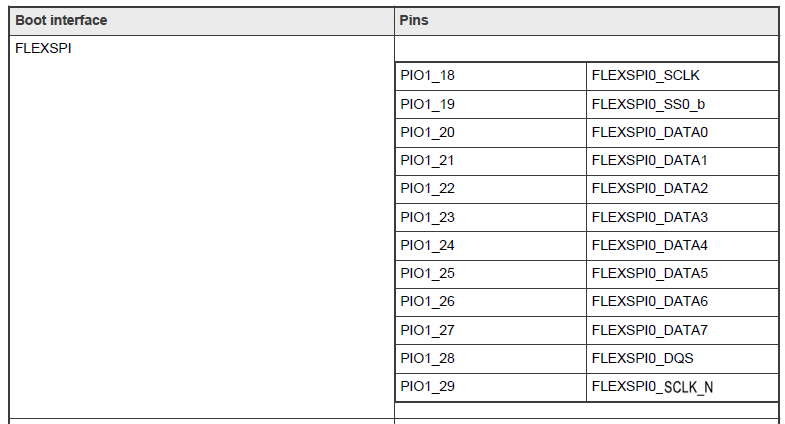 Boot interface Pins
FLEXSPI
PIO1_18 FLEXSPI0_SCLK
PIO1_19 FLEXSPI0_SS0_b
PIO1_20 FLEXSPI0_DATA0
PIO1_21 FLEXSPI0_DATA1
PIO1_22 FLEXSPI0_DATA2
PIO1_23 FLEXSPI0_DATA3
PIO1_24 FLEXSPI0_DATA4
PIO1_25 FLEXSPI0_DATA5
PIO1_26 FLEXSPI0_DATA6
PIO1_27 FLEXSPI0_DATA7
PIO1_28 FLEXSPI0_DQS
PIO1_29 FLEXSPI0_SCLK_N